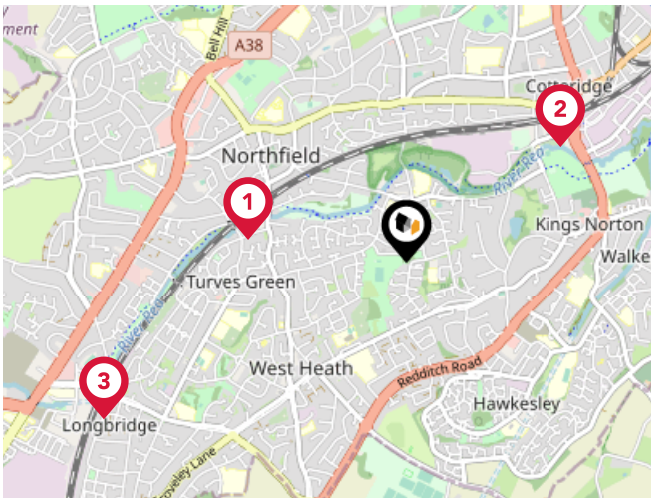 ment
Bell Hill
A38
Cotteridge
2
Northfield
River Rea
1
Kings Norton
Walke
Turves Green
River Rea
West Heath
Redditch Road
3
Hawkesley
Longbridge
oveley Lane